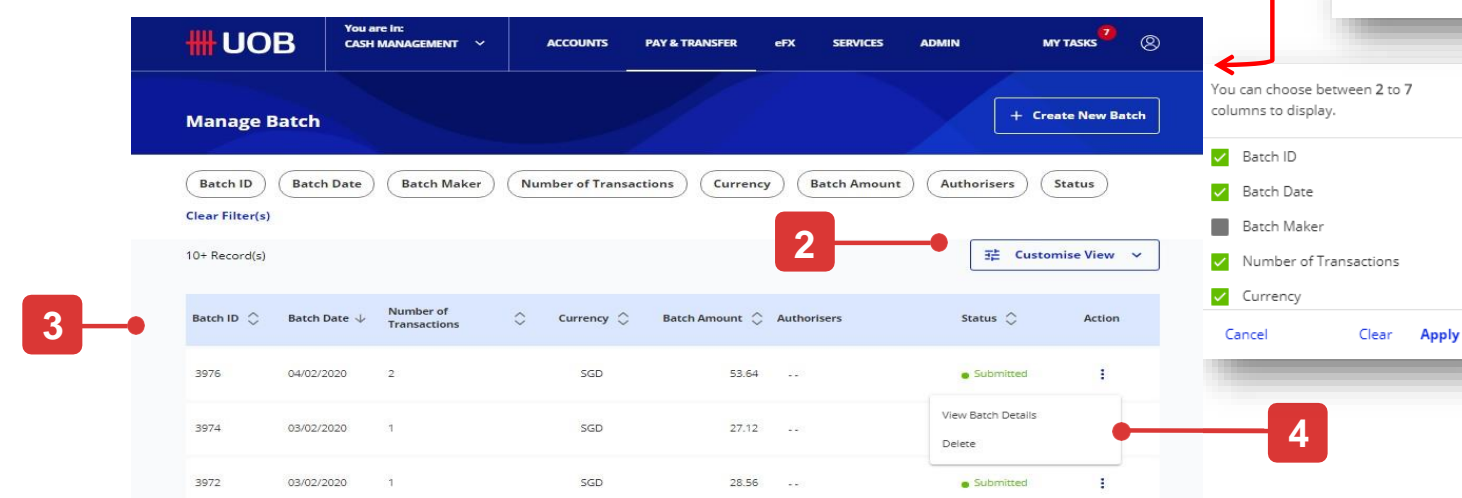 UOB
You are in:
CASH MANAGEMENT
ACCOUNTS
PAY & TRANSFER
eFX
SERVICES
ADMIN
MY TASKS
7
Manage Batch
+ Create New Batch
Batch ID
Batch Date
Batch Maker
Number of Transactions
Currency
Batch Amount
Authorisers
Status
Clear Filter(s)
10+ Record(s)
2
Customise View
3
Batch ID
Batch Date
Number of
Transactions
Currency
Batch Amount
Authorisers
Status
Action
3976 04/02/2020 2 SGD 53.64 -- Submitted
3974 03/02/2020 1 SGD 27.12 --
View Batch Details
Delete
4
3972 03/02/2020 1 SGD 28.56 -- Submitted
You can choose between 2 to 7
columns to display.
Batch ID
Batch Date
Batch Maker
Number of Transactions
Currency
Cancel Clear Apply